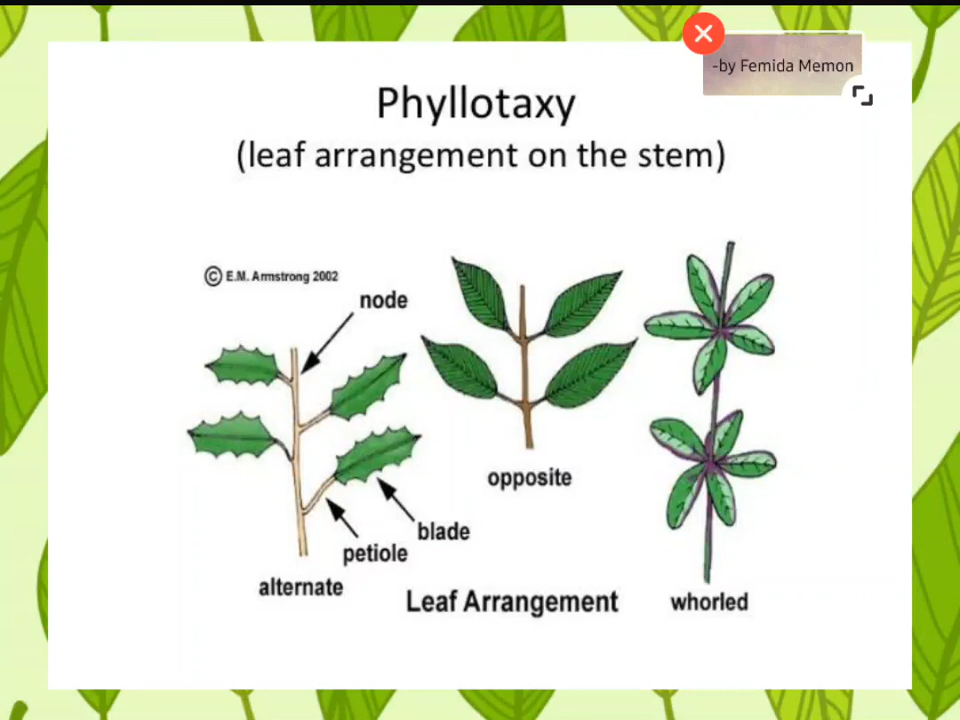 -by Femida Memon
Phyllotaxy
(leaf arrangement on the stem)
© E.M. Armstrong 2002
node
opposite
blade
petiole
alternate
Leaf Arrangement
whorled